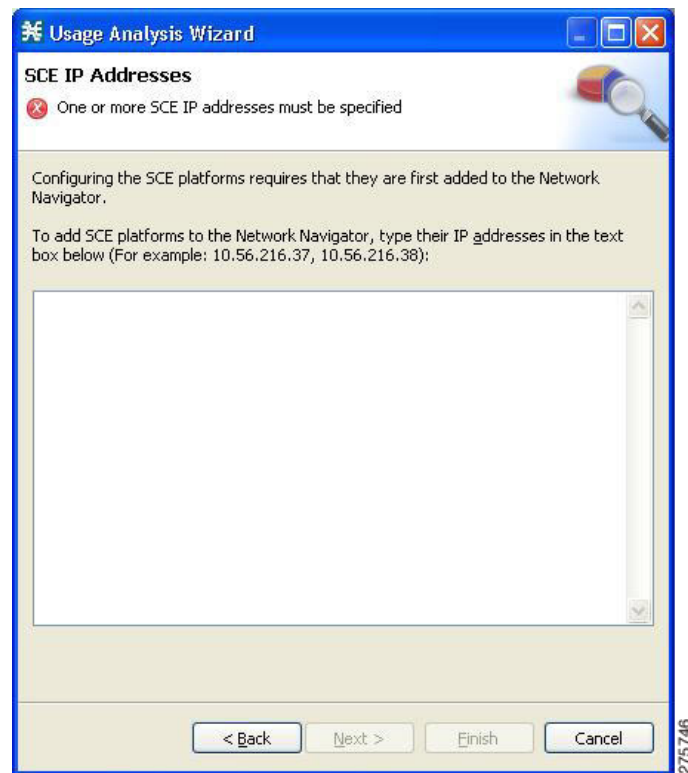 Usage Analysis Wizard
SCE IP Addresses
One or more SCE IP addresses must be specified
Configuring the SCE platforms requires that they are first added to the Network
Navigator.
To add SCE platforms to the Network Navigator, type their IP addresses in the text
box below (For example: 10.56.216.37, 10.56.216.38):
< Back
Next >
Finish
Cancel
275746